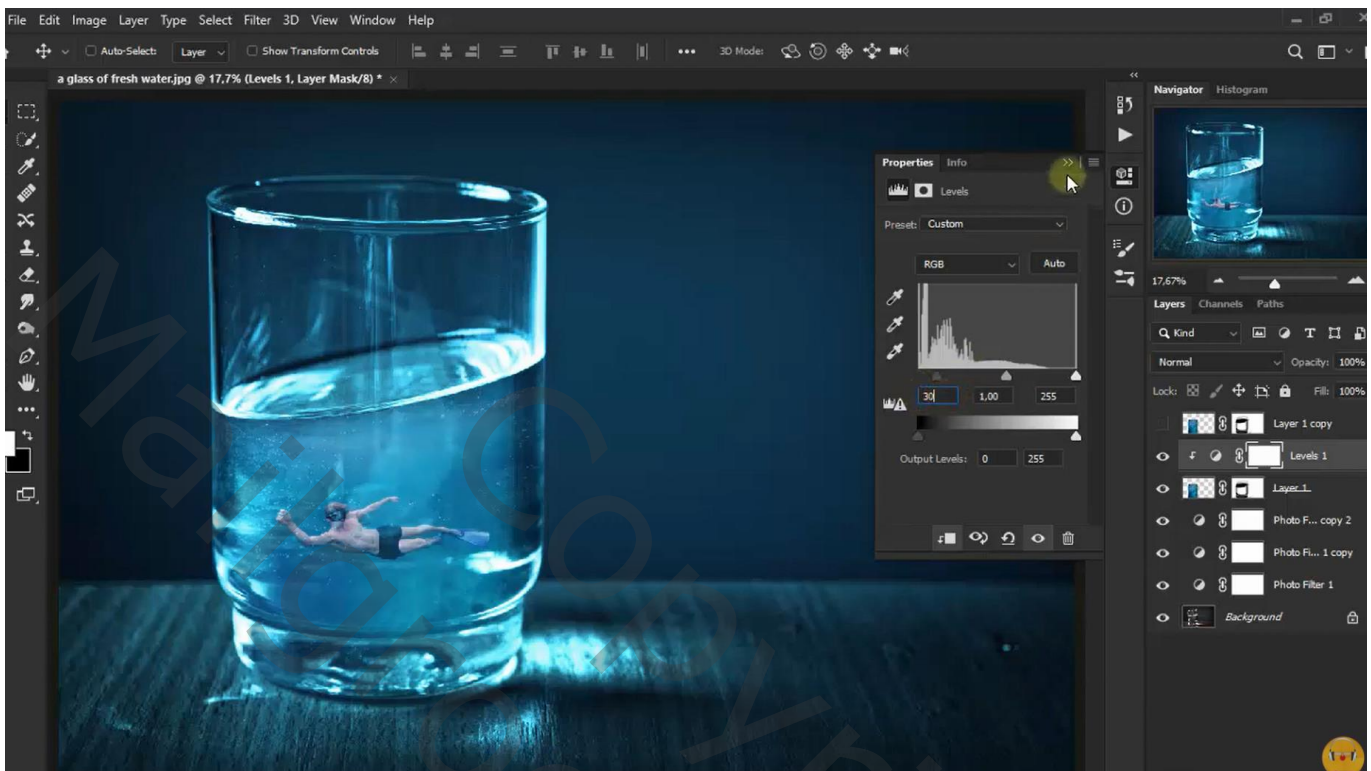 File Edit Image Layer Type Select Filter 3D View Window Help
Auto-Select: Layer Show Transform Controls 3D Mode:
a glass of fresh water.jpg @ 17,7% (Levels 1, Layer Mask/8) *
Navigator Histogram
Properties Info
Levels
Preset: Custom
RGB Auto
17,67%
Layers Channels Paths
Kind
Normal Opacity: 100%
30 1,00 255
Lock: Fill: 100%
Layer 1 copy
Output Levels: 0 255
Levels 1
Layer 1
Photo F... copy 2
Photo Fi... 1 copy
Photo Filter 1
Background